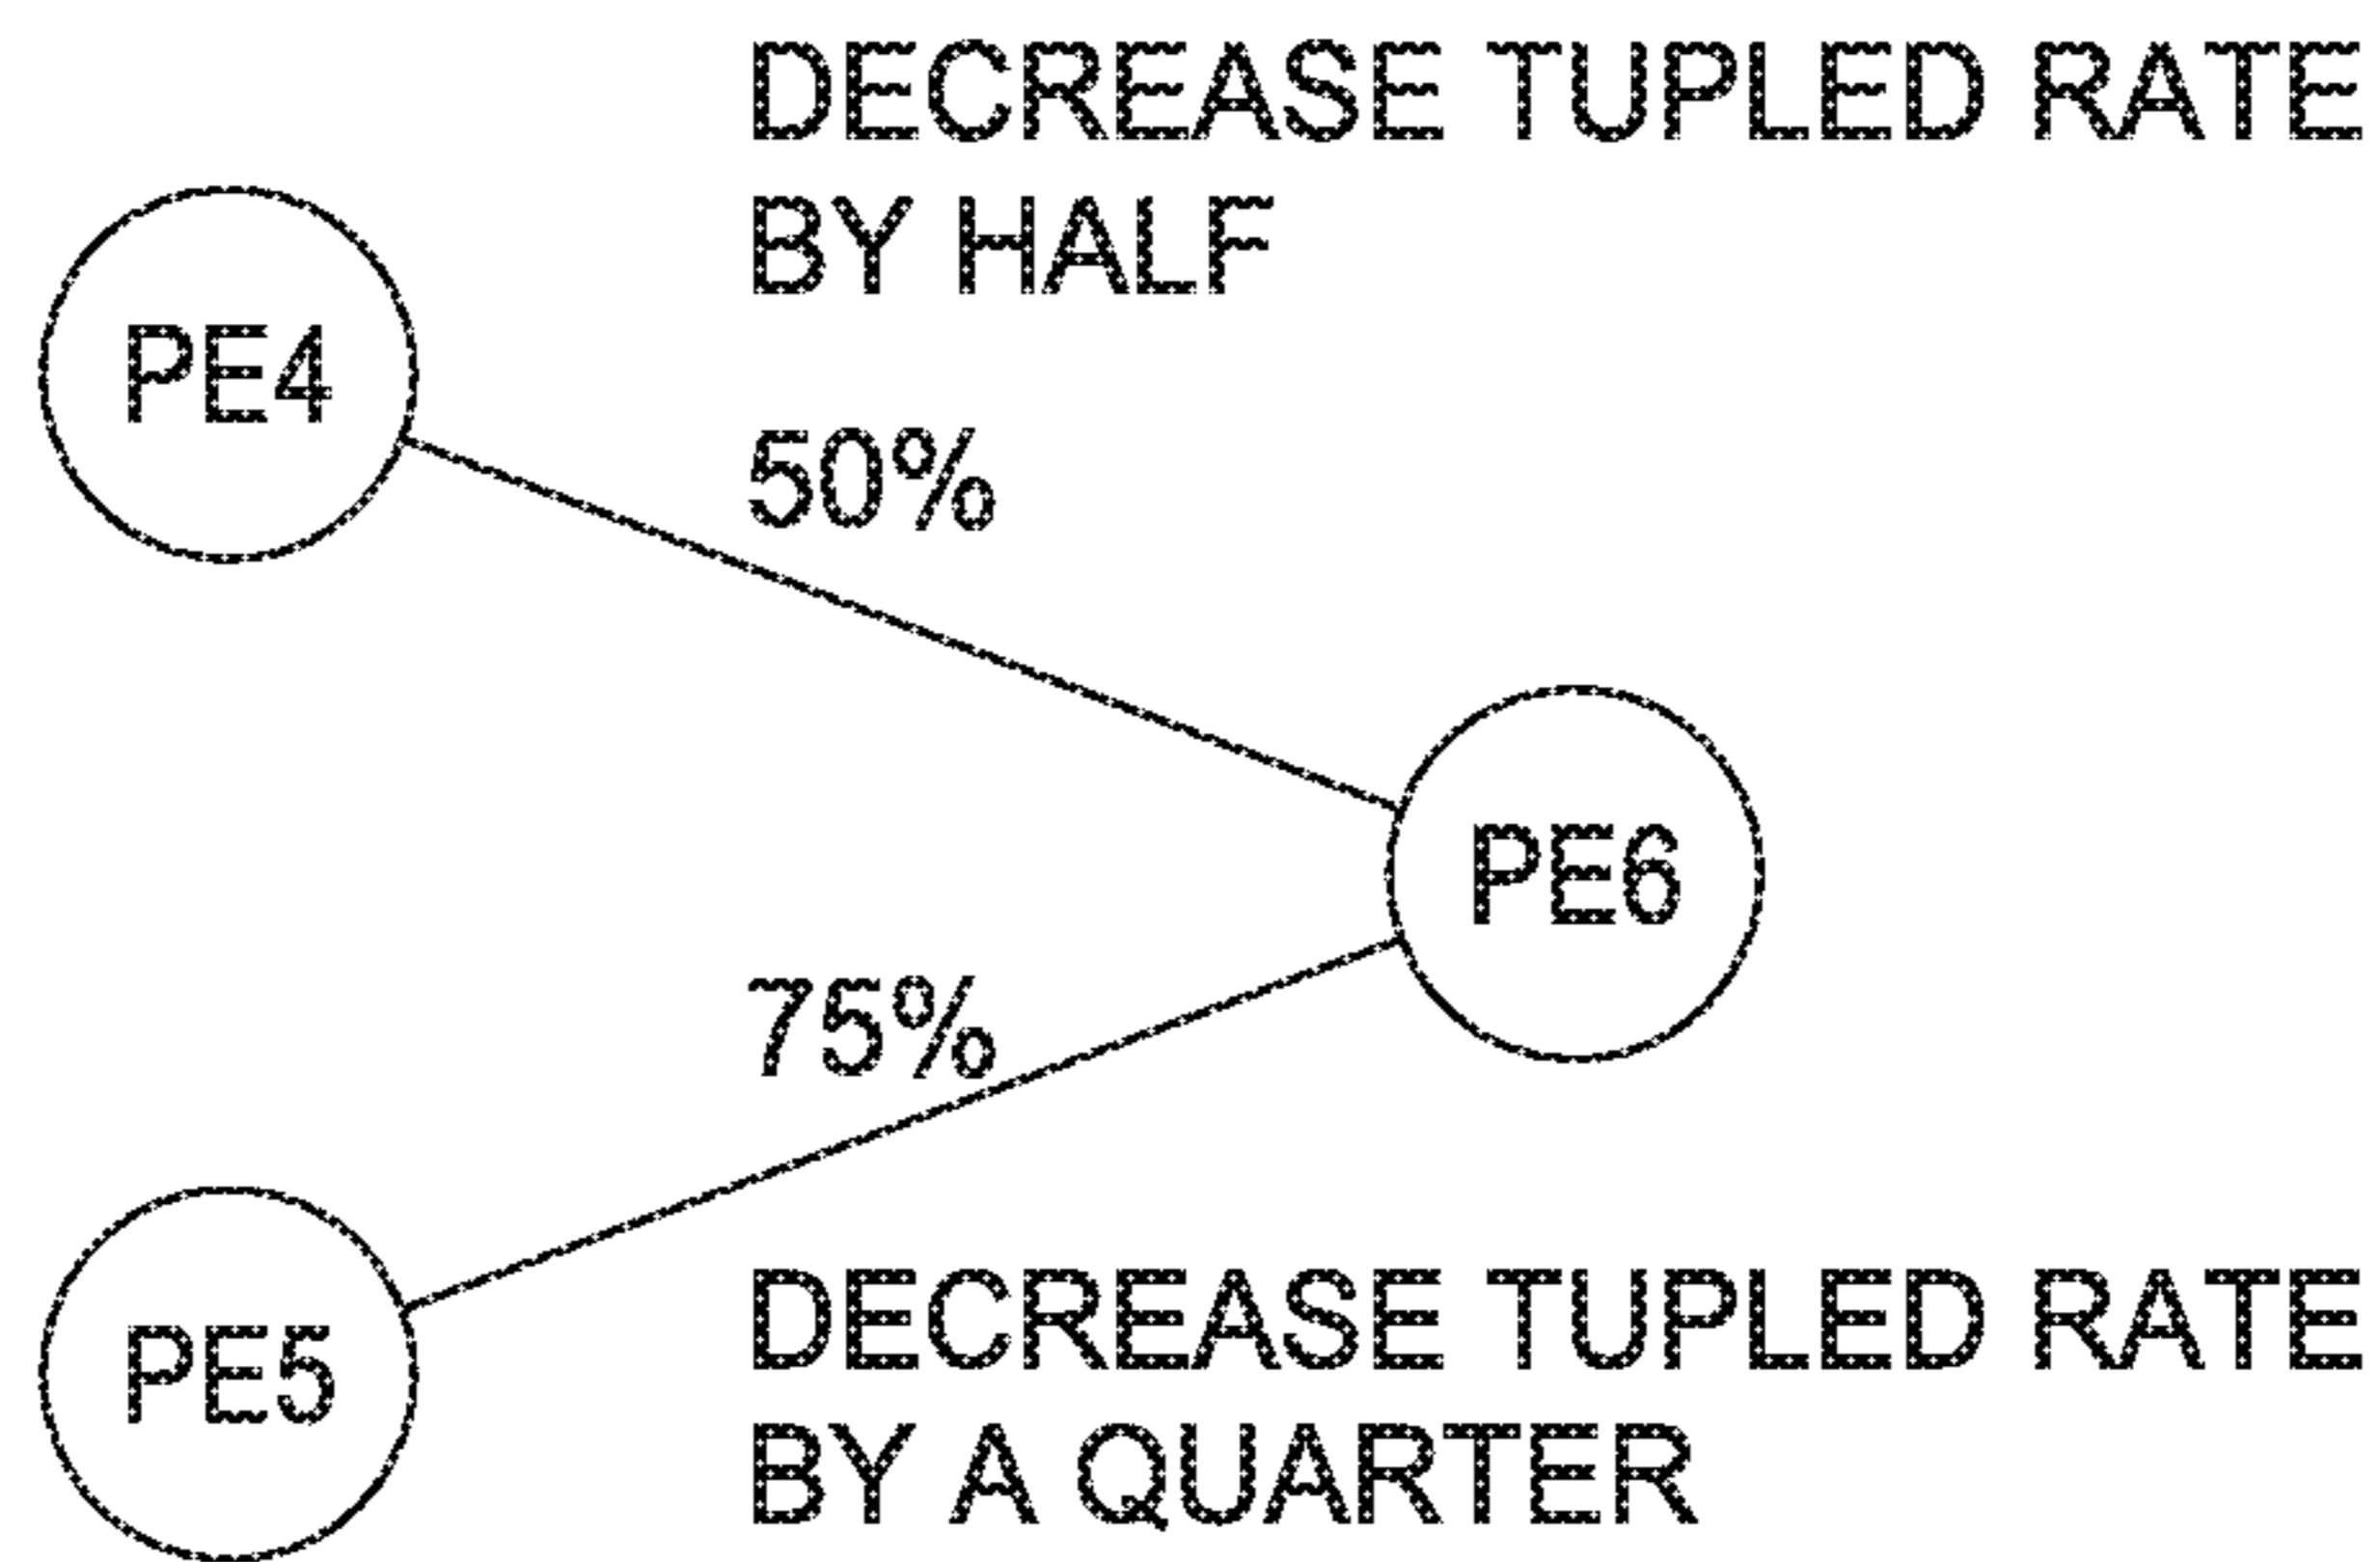 DECREASE TUPLED RATE
BY HALF
PE4
50%
PE6
75%
PE5
DECREASE TUPLED RATE
BY A QUARTER